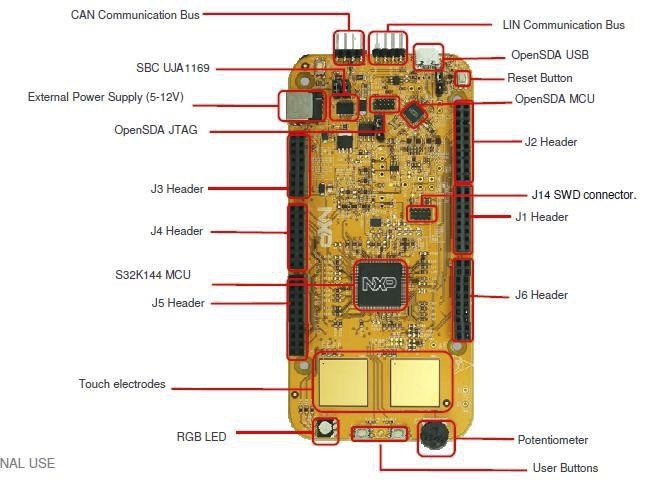 CAN Communication Bus
LIN Communication Bus
SBC UJA1169
OpenSDA USB
Reset Button
External Power Supply (5-12V)
OpenSDA MCU
OpenSDA JTAG
J2 Header
J3 Header
J14 SWD connector.
J1 Header
J4 Header
NXP
S32K144 MCU
NXP
J6 Header
J5 Header
Touch electrodes
RGB LED
Potentiometer
NAL USE
User Buttons